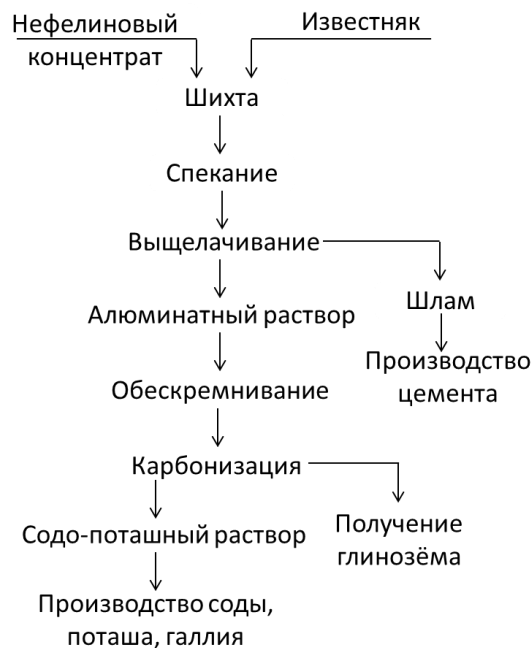 Нефелиновый
концентрат
Известняк
Шихта
Спекание
Выщелачивание
Шлам
Алюминатный раствор
Производство
цемента
Обескремнивание
Карбонизация
Содо-поташный раствор
Получение
глинозёма
Производство соды,
поташа, галлия